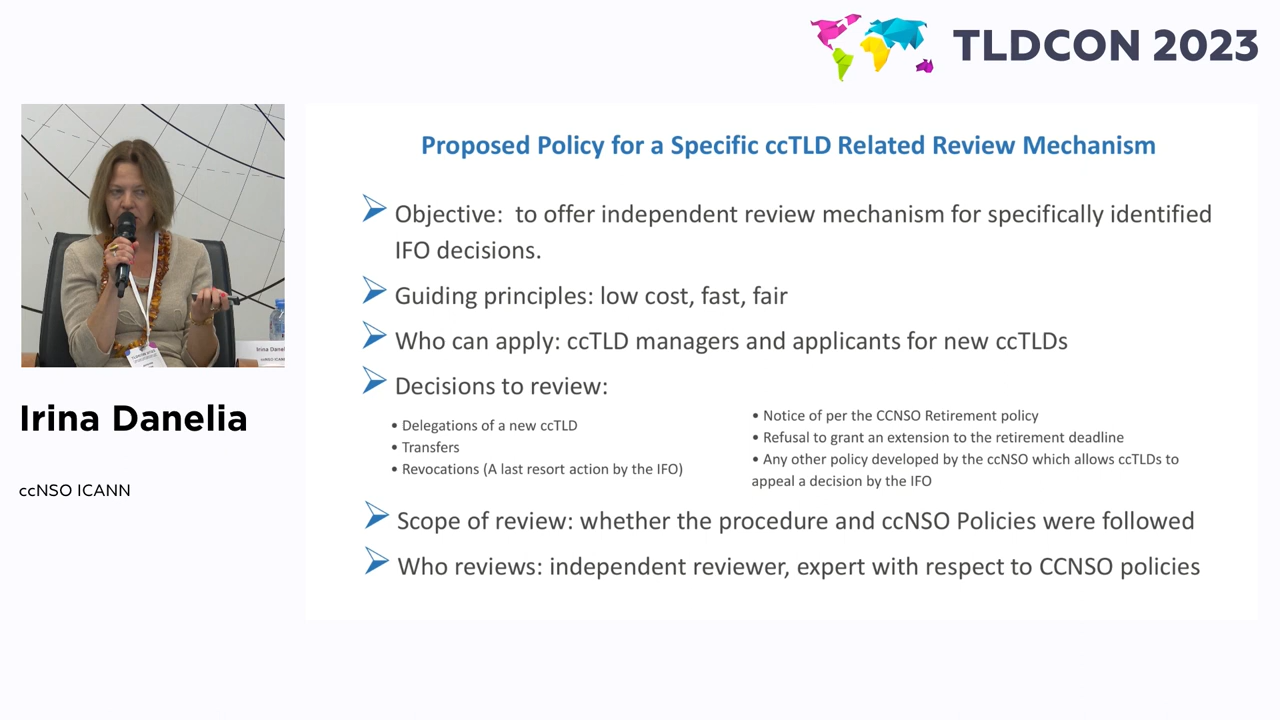 TLDCON 2023
Proposed Policy for a Specific ccTLD Related Review Mechanism
Objective: to offer independent review mechanism for specifically identified
IFO decisions.
Guiding principles: low cost, fast, fair
Who can apply: ccTLD managers and applicants for new ccTLDs
Decisions to review:
• Delegations of a new ccTLD
• Transfers
• Revocations (A last resort action by the IFO)
• Notice of per the CCNSO Retirement policy
• Refusal to grant an extension to the retirement deadline
• Any other policy developed by the ccNSO which allows ccTLDs to
appeal a decision by the IFO
Scope of review: whether the procedure and ccNSO Policies were followed
Who reviews: independent reviewer, expert with respect to CCNSO policies
Irina Danelia
ccNSO ICANN